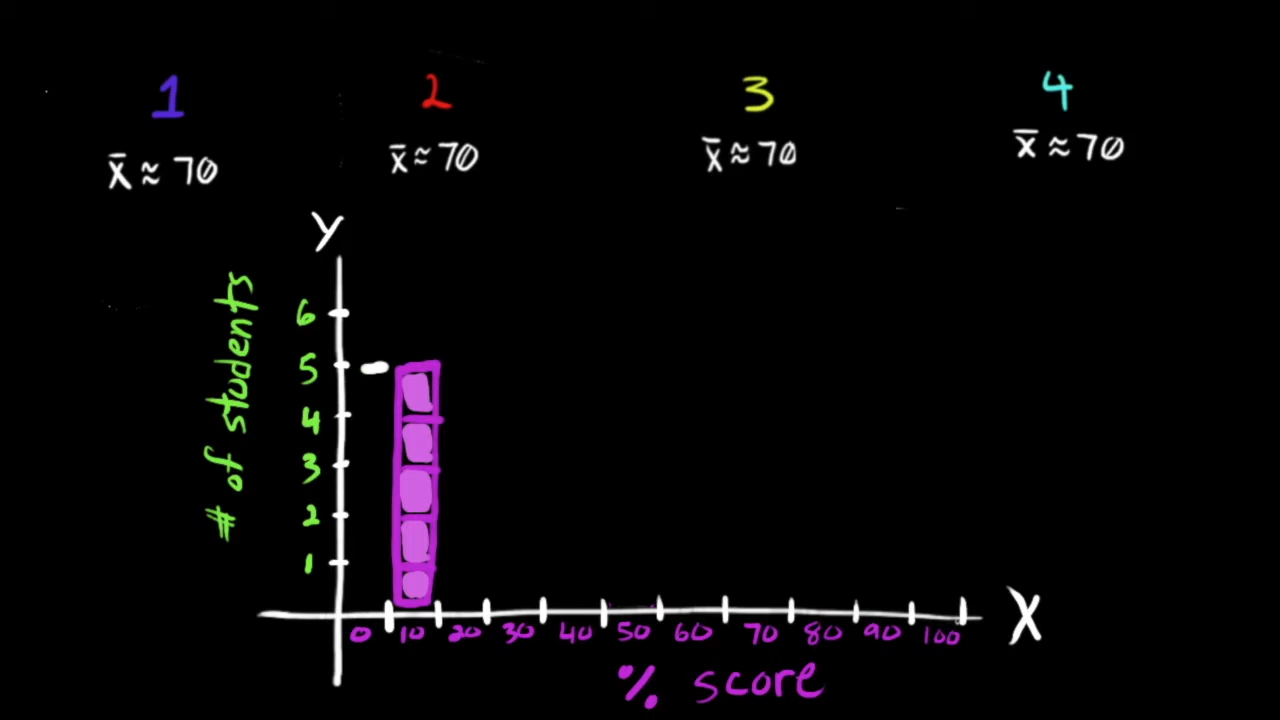 1 2 3 4
x̄ ≈ 70 x̄ ≈ 70 x̄ ≈ 70 x̄ ≈ 70
Y
# of students
6
5
4
3
2
1
0 10 20 30 40 50 60 70 80 90 100
X
% score